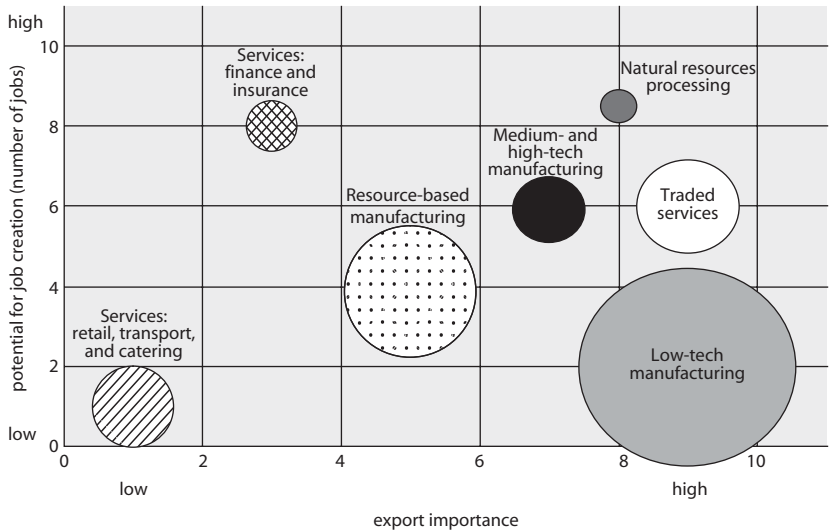 high
10
8
6
4
2
0
low
potential for job creation (number of jobs)
Services:
finance and
insurance
Natural resources
processing
Medium- and
high-tech
manufacturing
Resource-based
manufacturing
Traded
services
Services:
retail, transport,
and catering
Low-tech
manufacturing
0
2
4
6
8
10
low
high
export importance